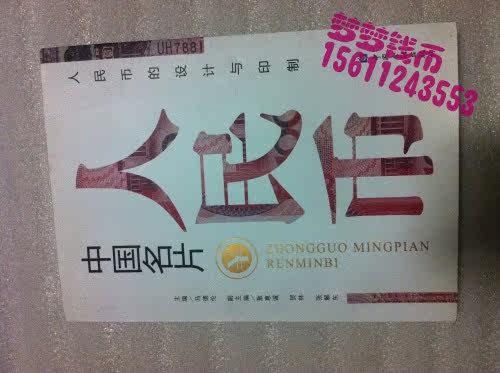 梦梦钱币
15611243553
UH7881
人民币的设计与印制
人民币
中国名片
ZHONGGUO MINGPIAN
RENMINBI